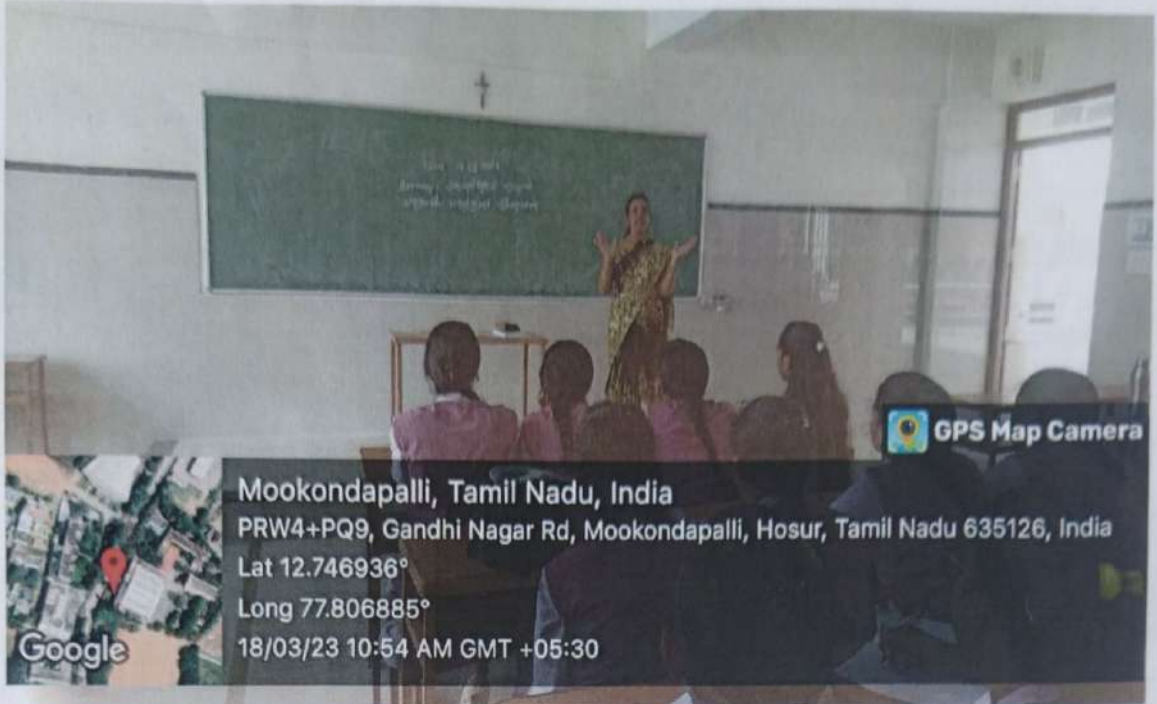 GPS Map Camera
Mookondapalli, Tamil Nadu, India
PRW4+PQ9, Gandhi Nagar Rd, Mookondapalli, Hosur, Tamil Nadu 635126, India
Lat 12.746936°
Long 77.806885°
18/03/23 10:54 AM GMT +05:30
Google